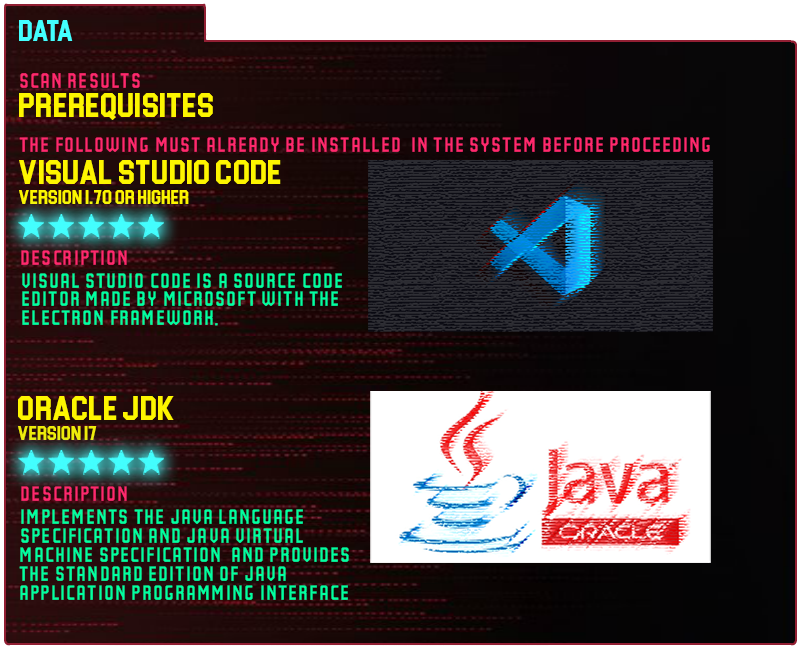 DATA
SCAN RESULTS
PREREQUISITES
THE FOLLOWING MUST ALREADY BE INSTALLED IN THE SYSTEM BEFORE PROCEEDING
VISUAL STUDIO CODE
VERSION 1.70 OR HIGHER
DESCRIPTION
VISUAL STUDIO CODE IS A SOURCE CODE
EDITOR MADE BY MICROSOFT WITH THE
ELECTRON FRAMEWORK.
ORACLE JDK
VERSION 17
DESCRIPTION
IMPLEMENTS THE JAVA LANGUAGE
SPECIFICATION AND JAVA VIRTUAL
MACHINE SPECIFICATION AND PROVIDES
THE STANDARD EDITION OF JAVA
APPLICATION PROGRAMMING INTERFACE
Java
ORACLE